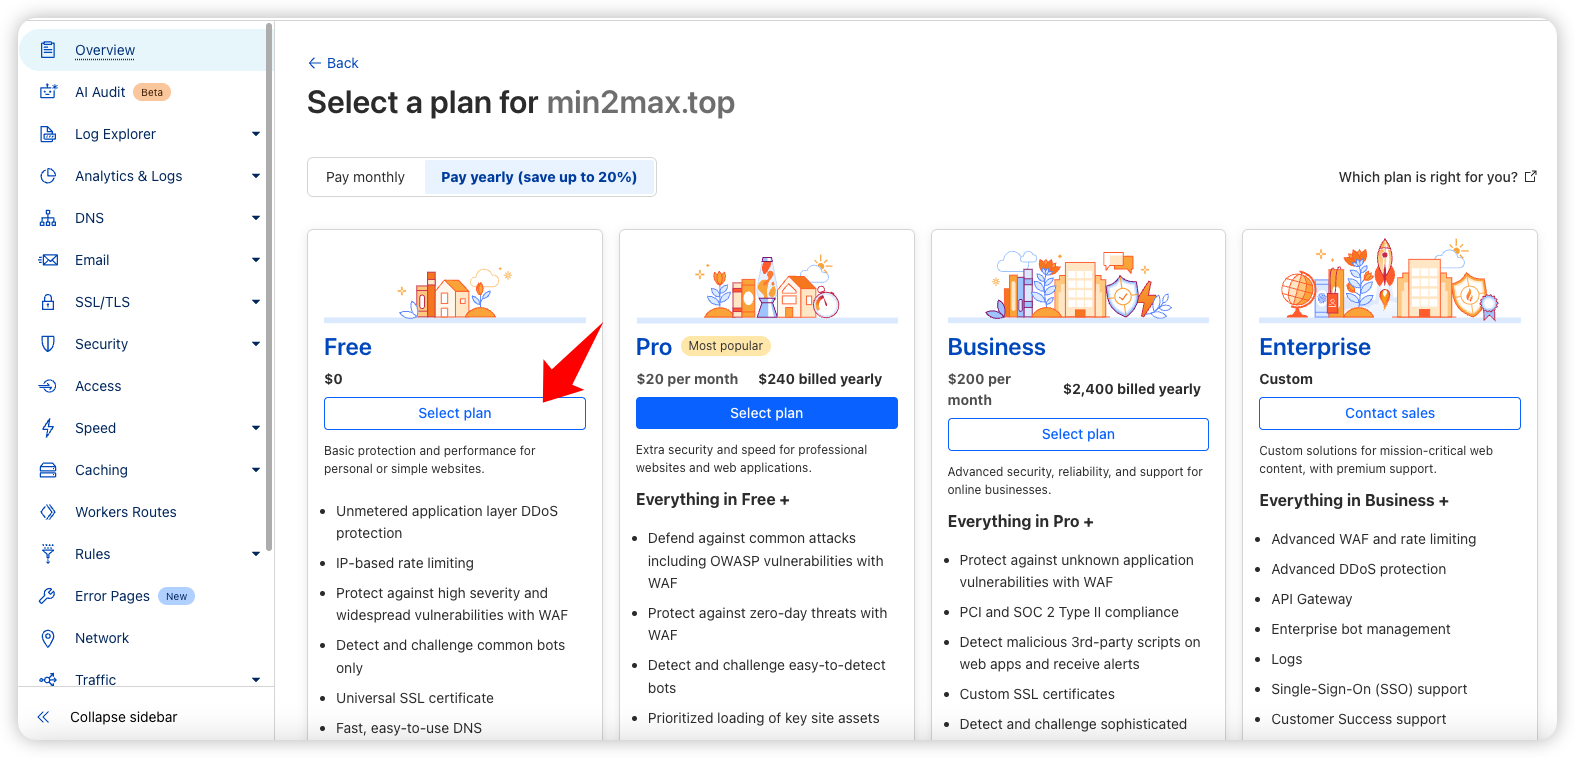 Overview
AI Audit Beta
Log Explorer
Analytics & Logs
DNS
Email
SSL/TLS
Security
Access
Speed
Caching
Workers Routes
Rules
Error Pages New
Network
Traffic
Collapse sidebar
Back
Select a plan for min2max.top
Pay monthly
Pay yearly (save up to 20%)
Which plan is right for you?
Free
$0
Select plan
Basic protection and performance for
personal or simple websites.
Unmetered application layer DDoS
protection
IP-based rate limiting
Protect against high severity and
widespread vulnerabilities with WAF
Detect and challenge common bots
only
Universal SSL certificate
Fast, easy-to-use DNS
Pro Most popular
$20 per month $240 billed yearly
Select plan
Extra security and speed for professional
websites and web applications.
Everything in Free +
Defend against common attacks
including OWASP vulnerabilities with
WAF
Protect against zero-day threats with
WAF
Detect and challenge easy-to-detect
bots
Prioritized loading of key site assets
Business
$200 per
month
$2,400 billed yearly
Select plan
Advanced security, reliability, and support for
online businesses.
Everything in Pro +
Protect against unknown application
vulnerabilities with WAF
PCI and SOC 2 Type II compliance
Detect malicious 3rd-party scripts on
web apps and receive alerts
Custom SSL certificates
Detect and challenge sophisticated
Enterprise
Custom
Contact sales
Custom solutions for mission-critical web
content, with premium support.
Everything in Business +
Advanced WAF and rate limiting
Advanced DDoS protection
API Gateway
Enterprise bot management
Logs
Single-Sign-On (SSO) support
Customer Success support